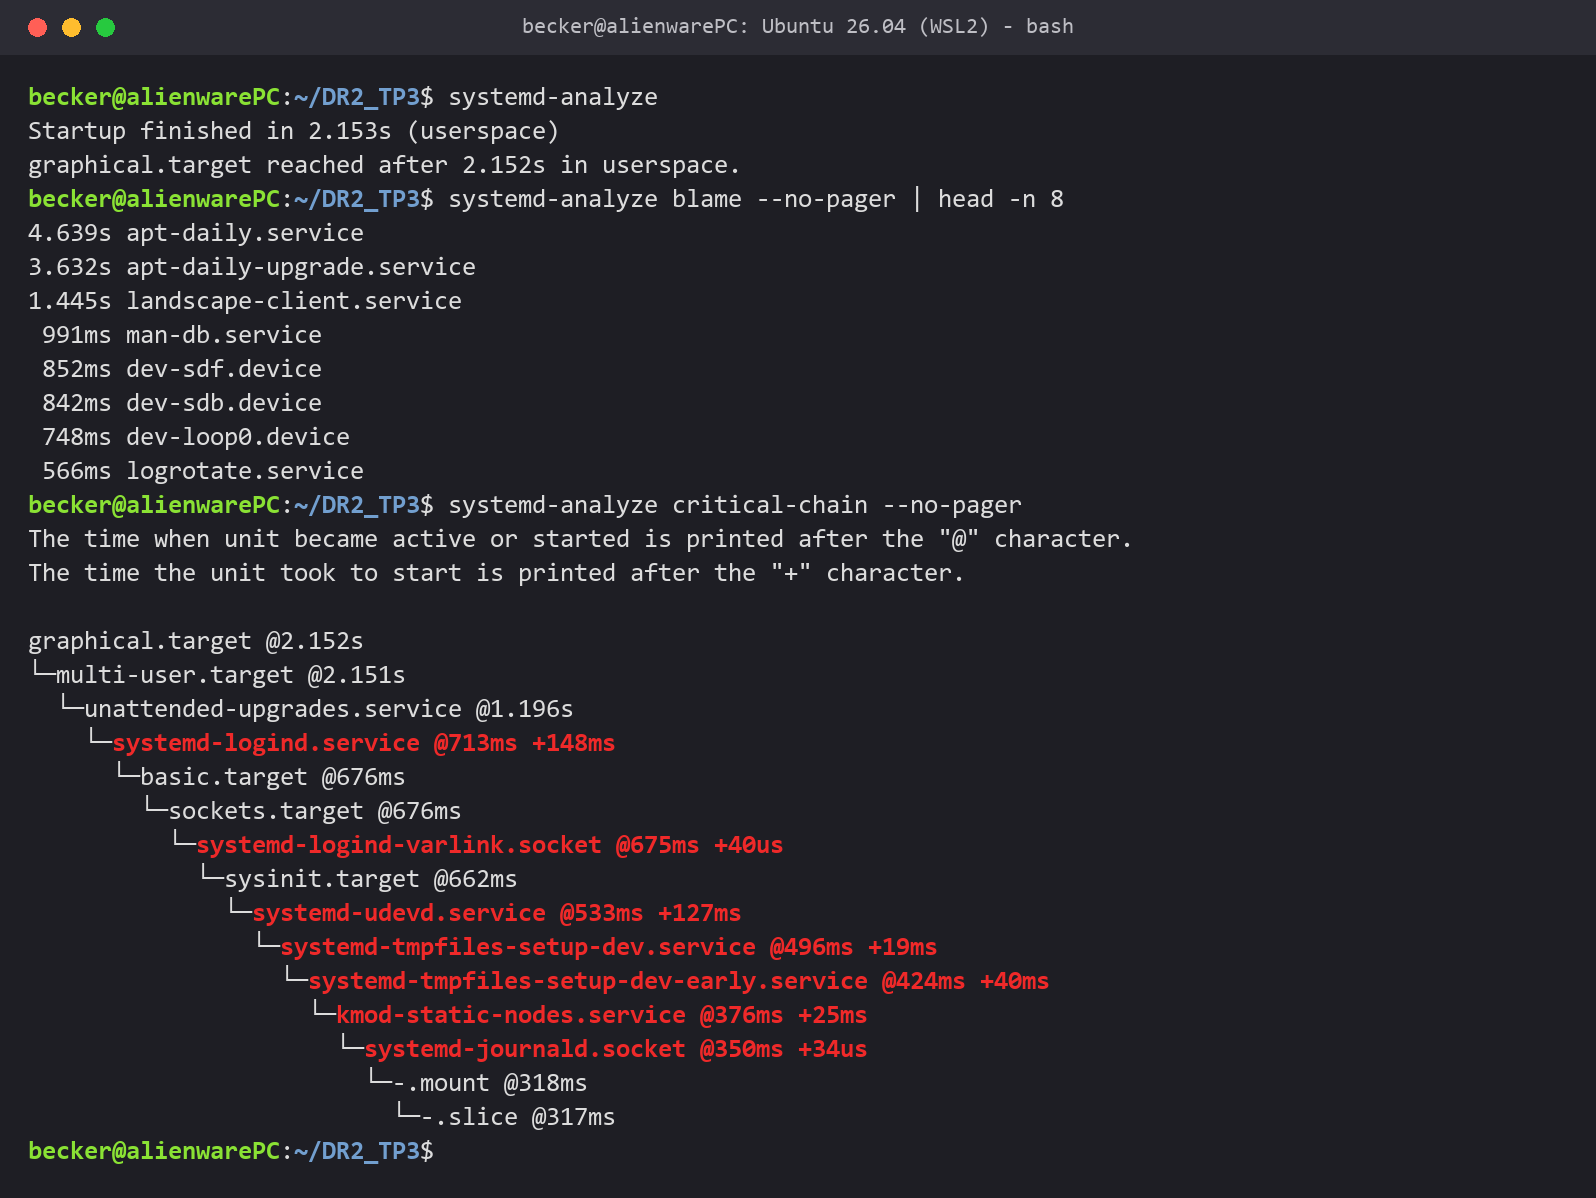 becker@alienwarePC: Ubuntu 26.04 (WSL2) - bash
becker@alienwarePC:~/DR2_TP3$ systemd-analyze
Startup finished in 2.153s (userspace)
graphical.target reached after 2.152s in userspace.
becker@alienwarePC:~/DR2_TP3$ systemd-analyze blame --no-pager | head -n 8
4.639s apt-daily.service
3.632s apt-daily-upgrade.service
1.445s landscape-client.service
 991ms man-db.service
 852ms dev-sdf.device
 842ms dev-sdb.device
 748ms dev-loop0.device
 566ms logrotate.service
becker@alienwarePC:~/DR2_TP3$ systemd-analyze critical-chain --no-pager
The time when unit became active or started is printed after the "@" character.
The time the unit took to start is printed after the "+" character.

graphical.target @2.152s
└─multi-user.target @2.151s
  └─unattended-upgrades.service @1.196s
    └─systemd-logind.service @713ms +148ms
      └─basic.target @676ms
        └─sockets.target @676ms
          └─systemd-logind-varlink.socket @675ms +40us
            └─sysinit.target @662ms
              └─systemd-udevd.service @533ms +127ms
                └─systemd-tmpfiles-setup-dev.service @496ms +19ms
                  └─systemd-tmpfiles-setup-dev-early.service @424ms +40ms
                    └─kmod-static-nodes.service @376ms +25ms
                      └─systemd-journald.socket @350ms +34us
                        └─-.mount @318ms
                          └─-.slice @317ms
becker@alienwarePC:~/DR2_TP3$